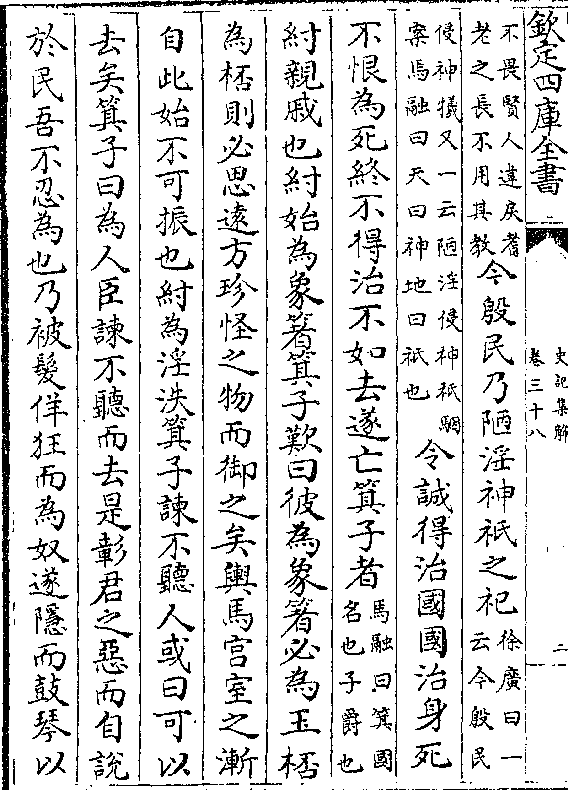 欽定四庫全書
史記集解
卷三十八
二
不畏賢人違戾耆
老之長不用其教
今殷民乃陋淫神祇之祀
徐廣曰一
云今殷民
侵神犧又一云陋淫侵神祇駰
案馬融曰天曰神地曰祇也
今誠得治國國治身死
不恨為死終不得治不如去遂亡箕子者
馬融曰箕國
名也子爵也
紂親戚也紂始為象箸箕子歎曰彼為象箸必為玉桮
為桮則必思遠方珍怪之物而御之矣輿馬宫室之漸
自此始不可振也紂為淫泆箕子諫不聽人或曰可以
去矣箕子曰為人臣諫不聽而去是彰君之惡而自說
於民吾不忍為也乃被髮佯狂而為奴遂隱而鼓琴以